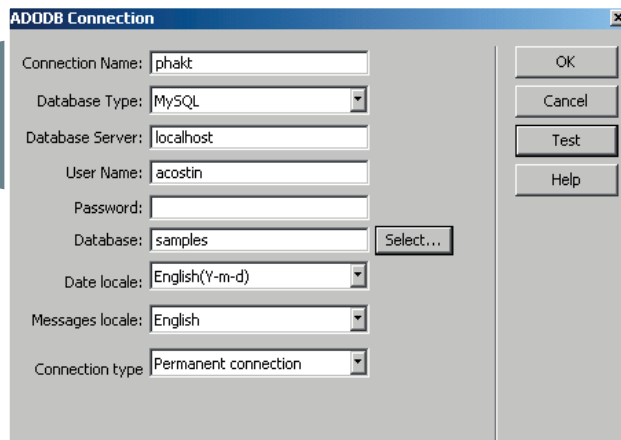 ADODB Connection
Connection Name: phakt
Database Type: MySQL
Database Server: localhost
User Name: acostin
Password:
Database: samples Select...
Date locale: English(Y-m-d)
Messages locale: English
Connection type Permanent connection
OK
Cancel
Test
Help